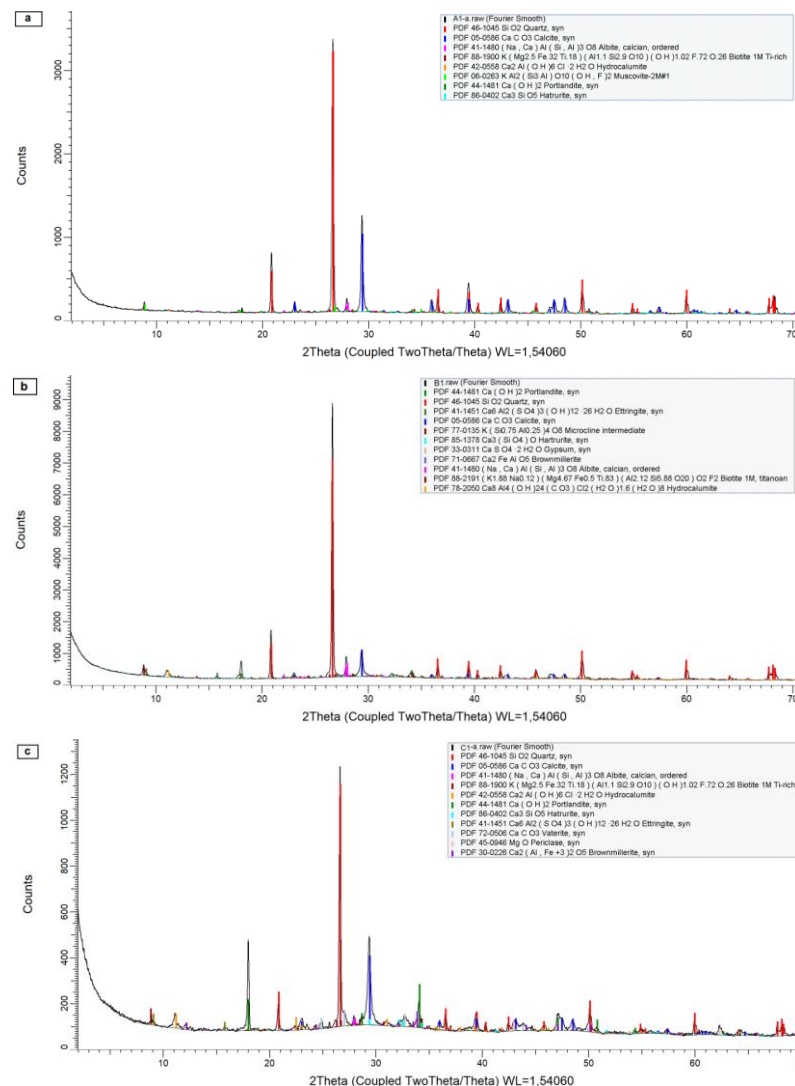 a
A1-a.raw (Fourier Smooth)
PDF 46-1045 Si O2 Quartz, syn
PDF 05-0586 Ca C O3 Calcite, syn
PDF 41-1480 ( Na , Ca ) Al ( Si , Al )3 O8 Albite, calcian, ordered
PDF 88-1900 K ( Mg2.5 Fe.32 Ti.18 ) ( Al1.1 Si2.9 O10 ) ( O H )1.02 F.72 O.26 Biotite 1M Ti-rich
PDF 42-0558 Ca2 Al ( O H )6 Cl ·2 H2 O Hydrocalumite
PDF 06-0263 K Al2 ( Si3 Al ) O10 ( O H , F )2 Muscovite-2M#1
PDF 44-1481 Ca ( O H )2 Portlandite, syn
PDF 86-0402 Ca3 Si O5 Hatrurite, syn
Counts
3000
2000
1000
0
10 20 30 40 50 60 70
2Theta (Coupled TwoTheta/Theta) WL=1,54060
b
B1.raw (Fourier Smooth)
PDF 44-1481 Ca ( O H )2 Portlandite, syn
PDF 46-1045 Si O2 Quartz, syn
PDF 41-1451 Ca6 Al2 ( S O4 )3 ( O H )12 ·26 H2 O Ettringite, syn
PDF 05-0586 Ca C O3 Calcite, syn
PDF 77-0135 K ( Si0.75 Al0.25 )4 O8 Microcline intermediate
PDF 85-1378 Ca3 ( Si O4 ) O Hartrurite, syn
PDF 33-0311 Ca S O4 ·2 H2 O Gypsum, syn
PDF 71-0667 Ca2 Fe Al O5 Brownmillerite
PDF 41-1480 ( Na , Ca ) Al ( Si , Al )3 O8 Albite, calcian, ordered
PDF 88-2191 ( K1.88 Na0.12 ) ( Mg4.67 Fe0.5 Ti.83 ) ( Al2.12 Si5.88 O20 ) O2 F2 Biotite 1M, titanoan
PDF 78-2050 Ca8 Al4 ( O H )24 ( C O3 ) Cl2 ( H2 O )1.6 ( H2 O )8 Hydrocalumite
Counts
9000
8000
7000
6000
5000
4000
3000
2000
1000
0
10 20 30 40 50 60 70
2Theta (Coupled TwoTheta/Theta) WL=1,54060
c
C1-a.raw (Fourier Smooth)
PDF 46-1045 Si O2 Quartz, syn
PDF 05-0586 Ca C O3 Calcite, syn
PDF 41-1480 ( Na , Ca ) Al ( Si , Al )3 O8 Albite, calcian, ordered
PDF 88-1900 K ( Mg2.5 Fe.32 Ti.18 ) ( Al1.1 Si2.9 O10 ) ( O H )1.02 F.72 O.26 Biotite 1M Ti-rich
PDF 42-0558 Ca2 Al ( O H )6 Cl ·2 H2 O Hydrocalumite
PDF 44-1481 Ca ( O H )2 Portlandite, syn
PDF 86-0402 Ca3 Si O5 Hatrurite, syn
PDF 41-1451 Ca6 Al2 ( S O4 )3 ( O H )12 ·26 H2 O Ettringite, syn
PDF 72-0506 Ca C O3 Vaterite, syn
PDF 45-0946 Mg O Periclase, syn
PDF 30-0226 Ca2 ( Al , Fe +3 )2 O5 Brownmillerite, syn
Counts
1200
1000
800
600
400
200
0
10 20 30 40 50 60
2Theta (Coupled TwoTheta/Theta) WL=1,54060